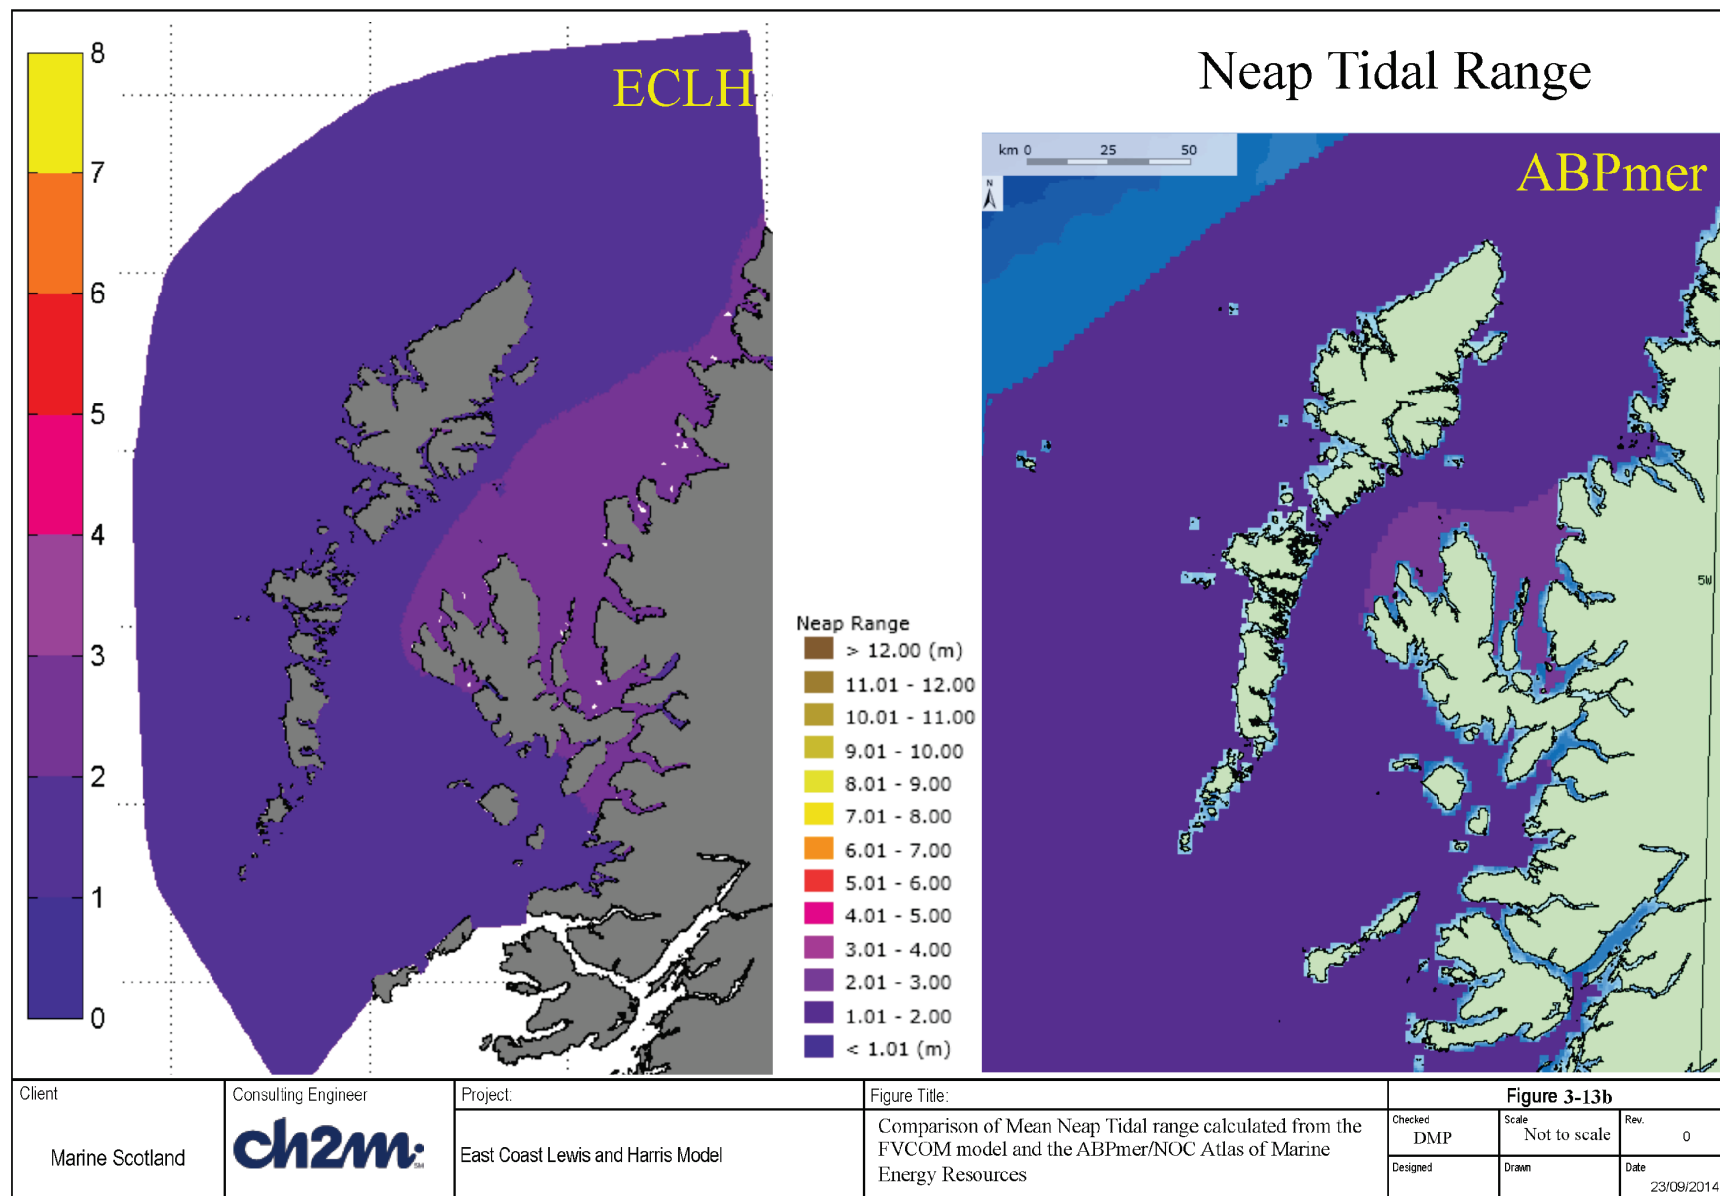 Neap Tidal Range
ECLH
8
7
6
5
4
3
2
1
0
ABPmer
km 0 25 50
N
5W
Neap Range
> 12.00 (m)
11.01 - 12.00
10.01 - 11.00
9.01 - 10.00
8.01 - 9.00
7.01 - 8.00
6.01 - 7.00
5.01 - 6.00
4.01 - 5.00
3.01 - 4.00
2.01 - 3.00
1.01 - 2.00
< 1.01 (m)
Client
Marine Scotland
Consulting Engineer
ch2m:
SM
Project:
East Coast Lewis and Harris Model
Figure Title:
Comparison of Mean Neap Tidal range calculated from the
FVCOM model and the ABPmer/NOC Atlas of Marine
Energy Resources
Figure 3-13b
Checked
DMP
Scale
Not to scale
Rev.
0
Designed
Drawn
Date
23/09/2014